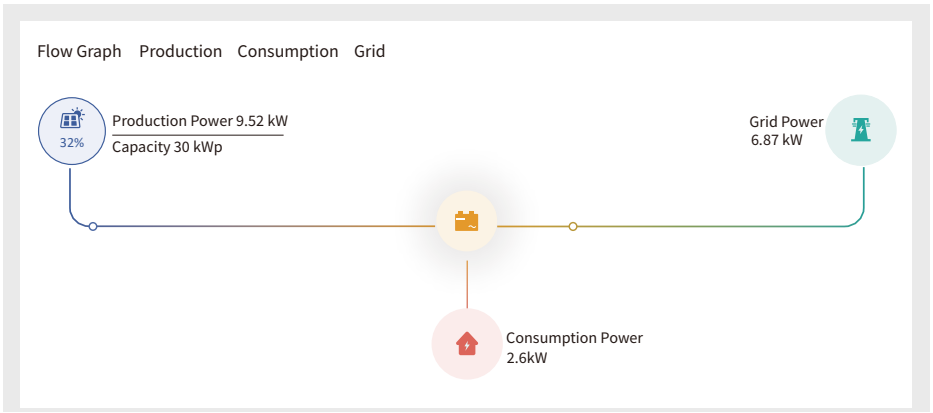 Flow Graph Production Consumption Grid
32%
Production Power 9.52 kW
Capacity 30 kWp
Grid Power
6.87 kW
Consumption Power
2.6kW